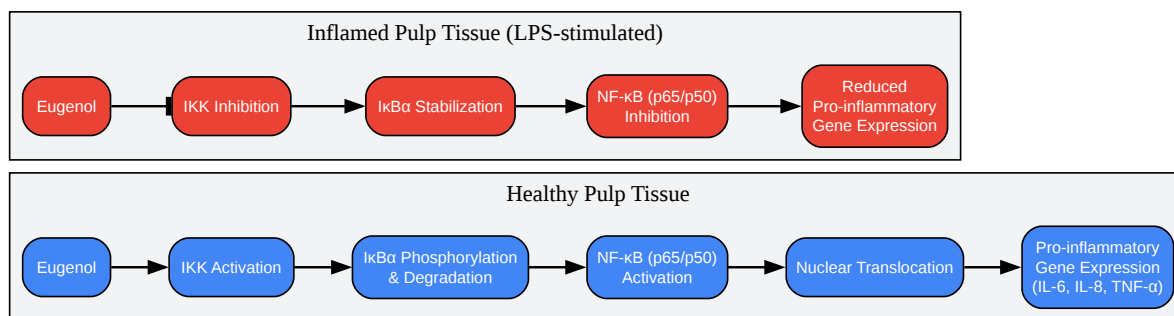 Inflamed Pulp Tissue (LPS-stimulated)
Eugenol
IKK Inhibition
IκBα Stabilization
NF-κB (p65/p50)
Inhibition
Reduced
Pro-inflammatory
Gene Expression
Healthy Pulp Tissue
Eugenol
IKK Activation
IκBα Phosphorylation
& Degradation
NF-κB (p65/p50)
Activation
Nuclear Translocation
Pro-inflammatory
Gene Expression
(IL-6, IL-8, TNF-α)